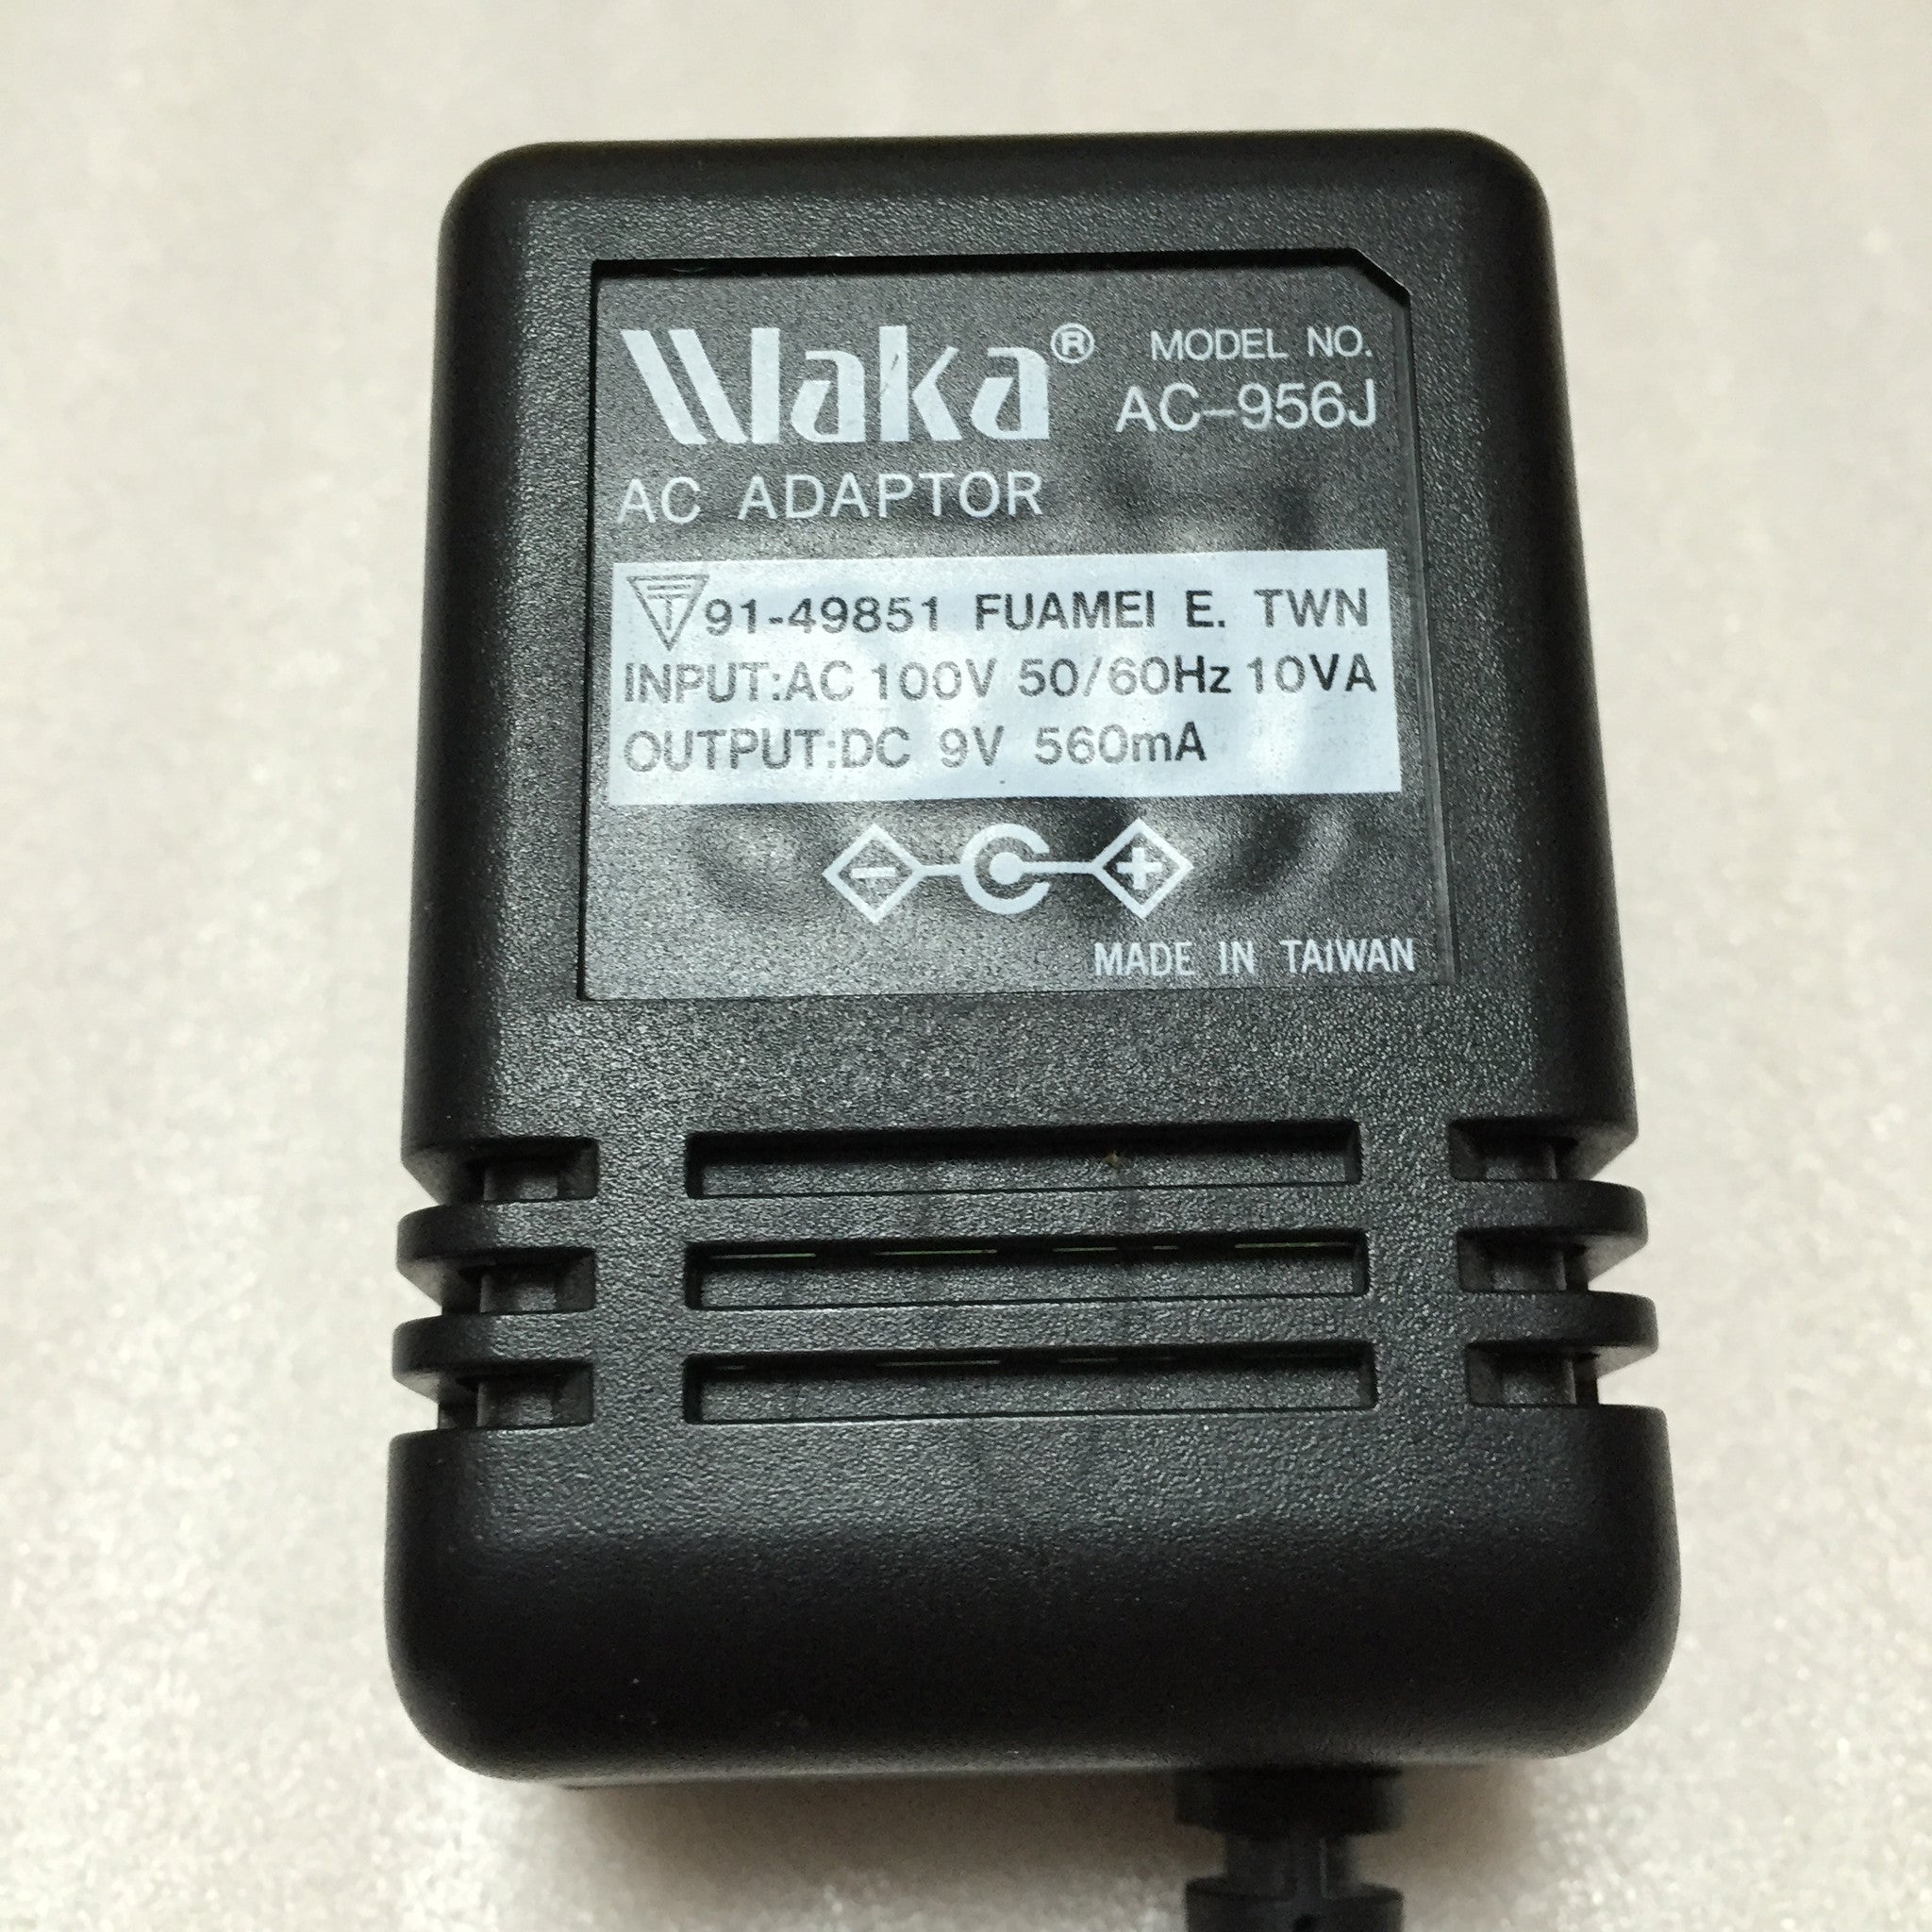 Waka® MODEL NO.
AC-956J
AC ADAPTOR
T 91-49851 FUAMEI E. TWN
INPUT:AC 100V 50/60Hz 10VA
OUTPUT:DC 9V 560mA
- +
MADE IN TAIWAN